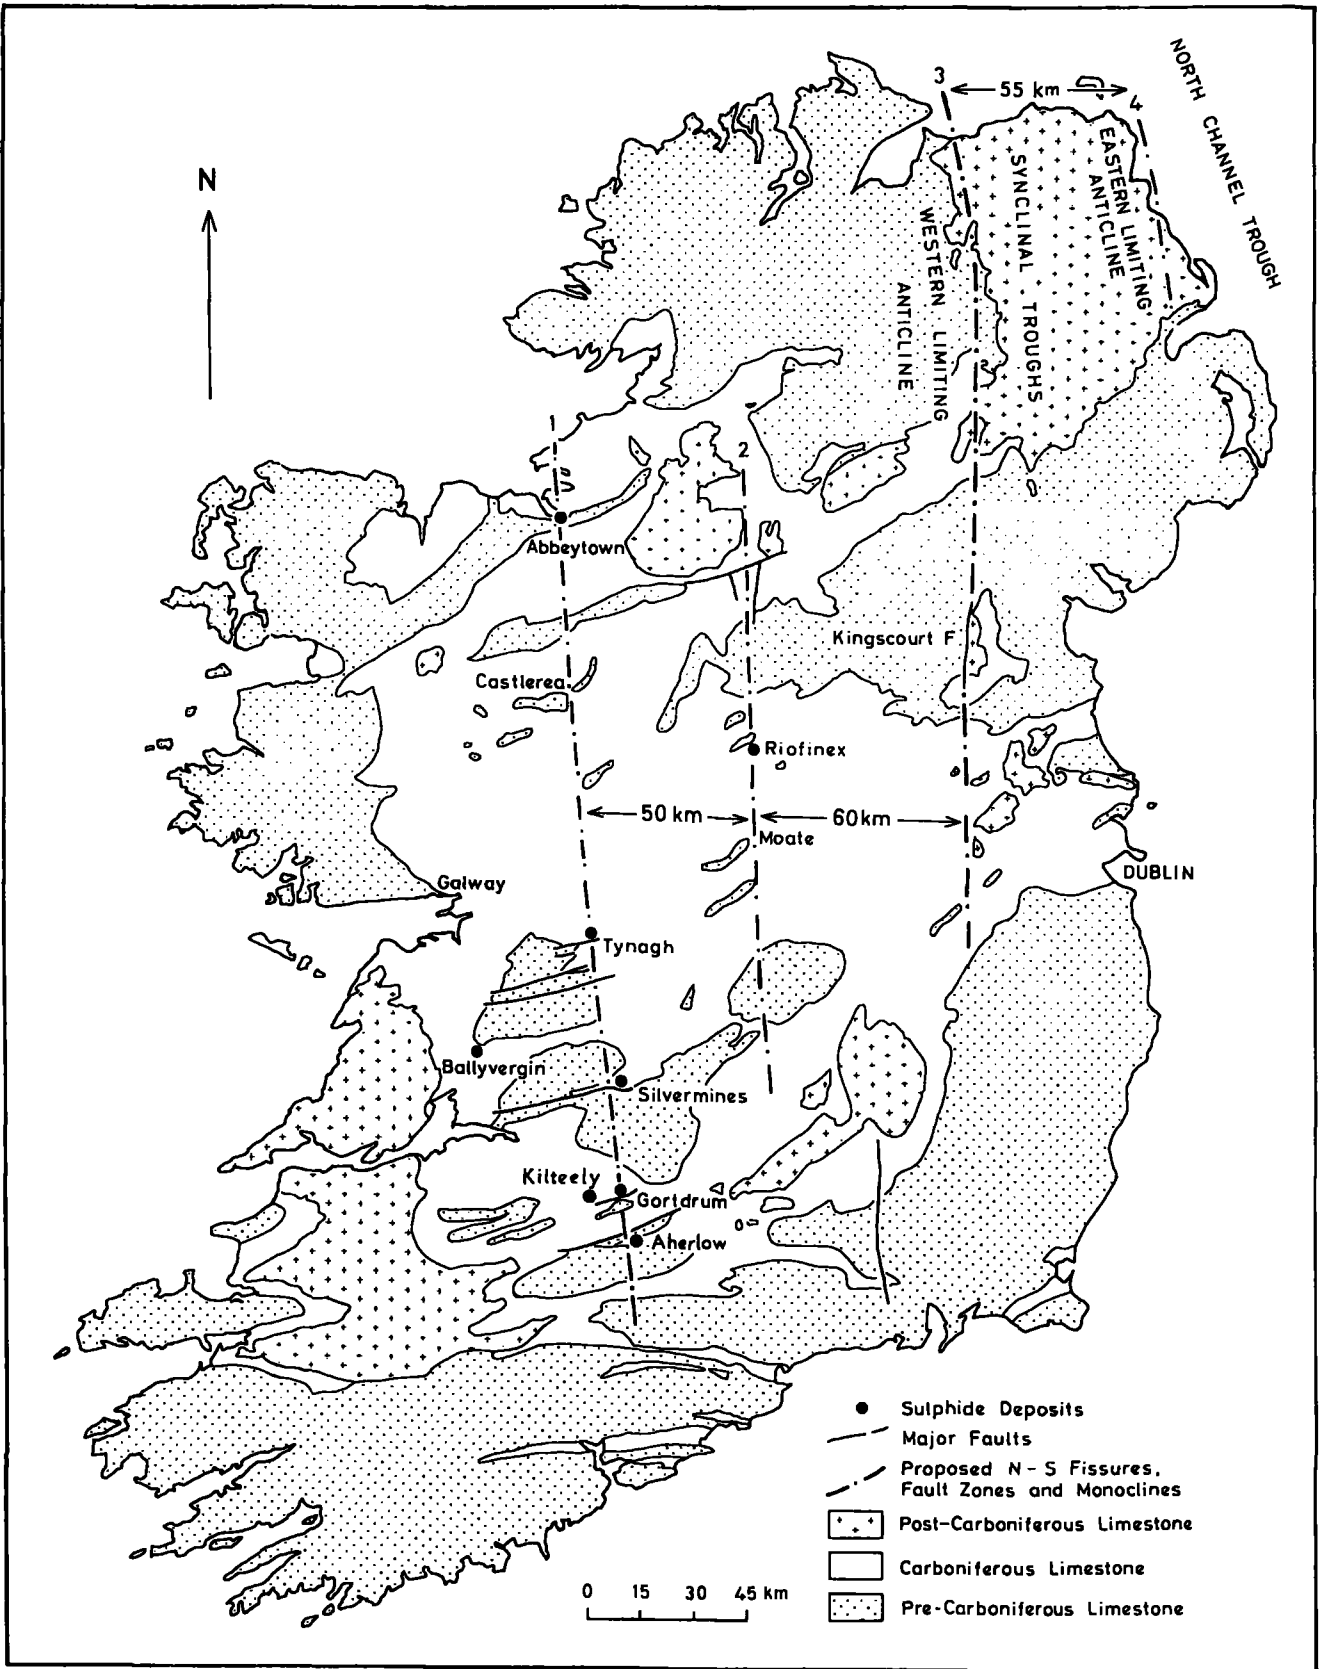 NORTH CHANNEL TROUGH
3
55 km
4
N
EASTERN LIMITING
ANTICLINE
SYNCLINAL TROUGHS
WESTERN LIMITING
ANTICLINE
2
Abbeytown
Kingscourt F
Castlerea
Riofinex
50 km
60km
Moate
DUBLIN
Galway
Tynagh
Ballyvergin
Silvermines
Kilteely
Gortdrum
Aherlow
Sulphide Deposits
Major Faults
Proposed N - S Fissures,
Fault Zones and Monoclines
Post-Carboniferous Limestone
Carboniferous Limestone
Pre-Carboniferous Limestone
0 15 30 45 km